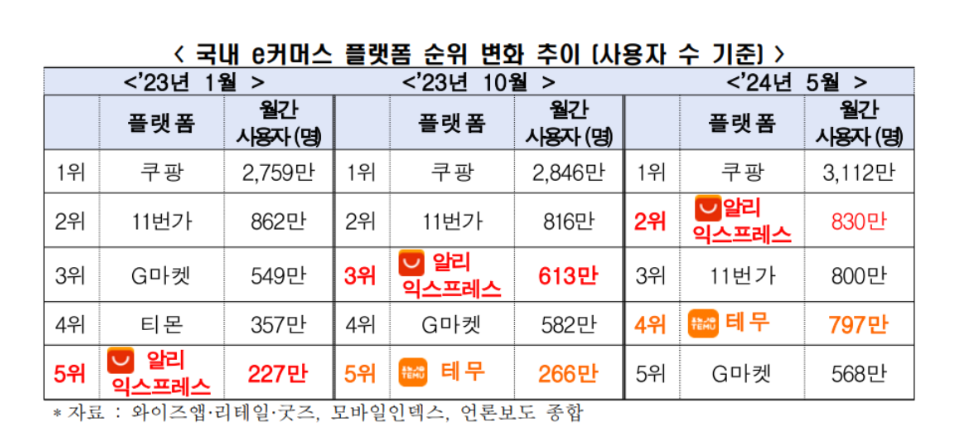 < 국내 e커머스 플랫폼 순위 변화 추이 (사용자 수 기준) >
<’23년 1월 > <’23년 10월 > <’24년 5월 >
플랫폼 월간 사용자(명) 플랫폼 월간 사용자(명) 플랫폼 월간 사용자(명)
1위 쿠팡 2,759만 1위 쿠팡 2,846만 1위 쿠팡 3,112만
2위 11번가 862만 2위 11번가 816만 2위 알리익스프레스 830만
3위 G마켓 549만 3위 알리익스프레스 613만 3위 11번가 800만
4위 티몬 357만 4위 G마켓 582만 4위 TEMU 테무 797만
5위 알리익스프레스 227만 5위 TEMU 테무 266만 5위 G마켓 568만
* 자료 : 와이즈앱·리테일·굿즈, 모바일인덱스, 언론보도 종합